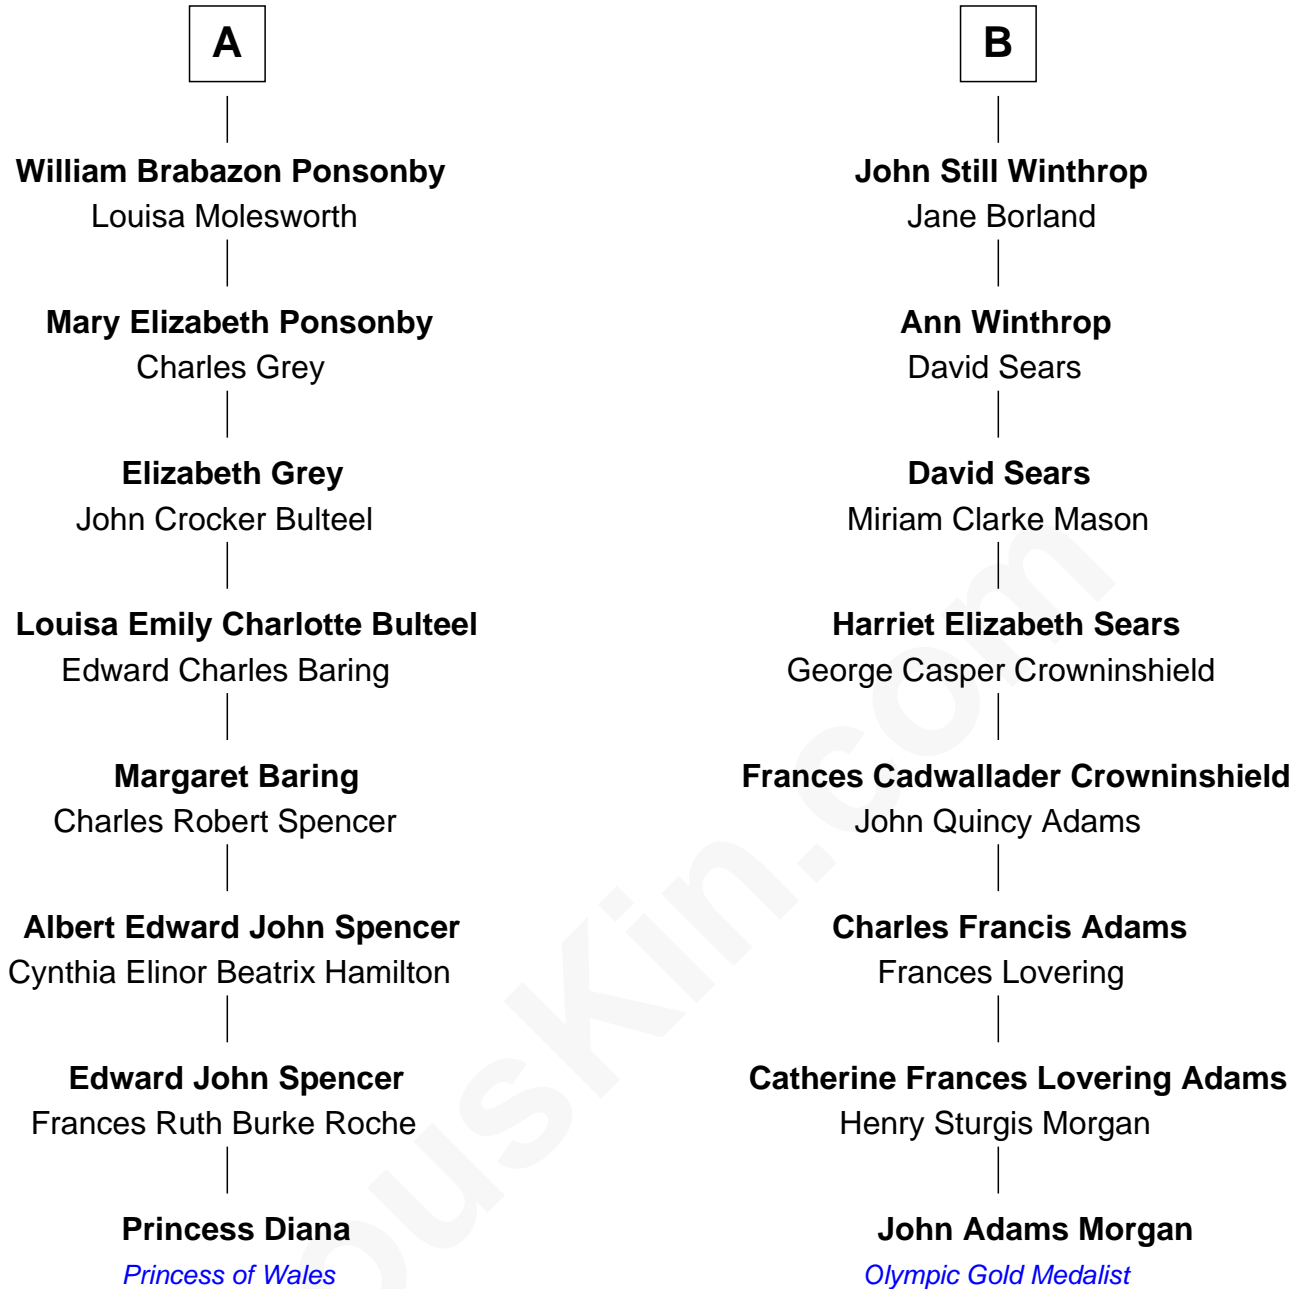 A
William Brabazon Ponsonby
Louisa Molesworth
Mary Elizabeth Ponsonby
Charles Grey
Elizabeth Grey
John Crocker Bulteel
Louisa Emily Charlotte Bulteel
Edward Charles Baring
Margaret Baring
Charles Robert Spencer
Albert Edward John Spencer
Cynthia Elinor Beatrix Hamilton
Edward John Spencer
Frances Ruth Burke Roche
Princess Diana
Princess of Wales
B
John Still Winthrop
Jane Borland
Ann Winthrop
David Sears
David Sears
Miriam Clarke Mason
Harriet Elizabeth Sears
George Casper Crowninshield
Frances Cadwallader Crowninshield
John Quincy Adams
Charles Francis Adams
Frances Lovering
Catherine Frances Lovering Adams
Henry Sturgis Morgan
John Adams Morgan
Olympic Gold Medalist
ousKin.com